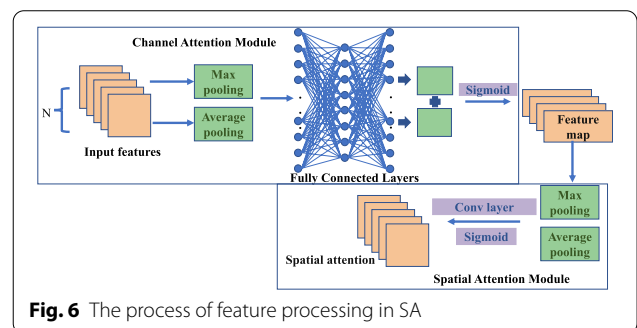 Channel Attention Module
Max
pooling
N
Average
pooling
Input features
Fully Connected Layers
Sigmoid
Feature
map
Max
pooling
Conv layer
Sigmoid
Average
pooling
Spatial attention
Spatial Attention Module
Fig. 6 The process of feature processing in SA